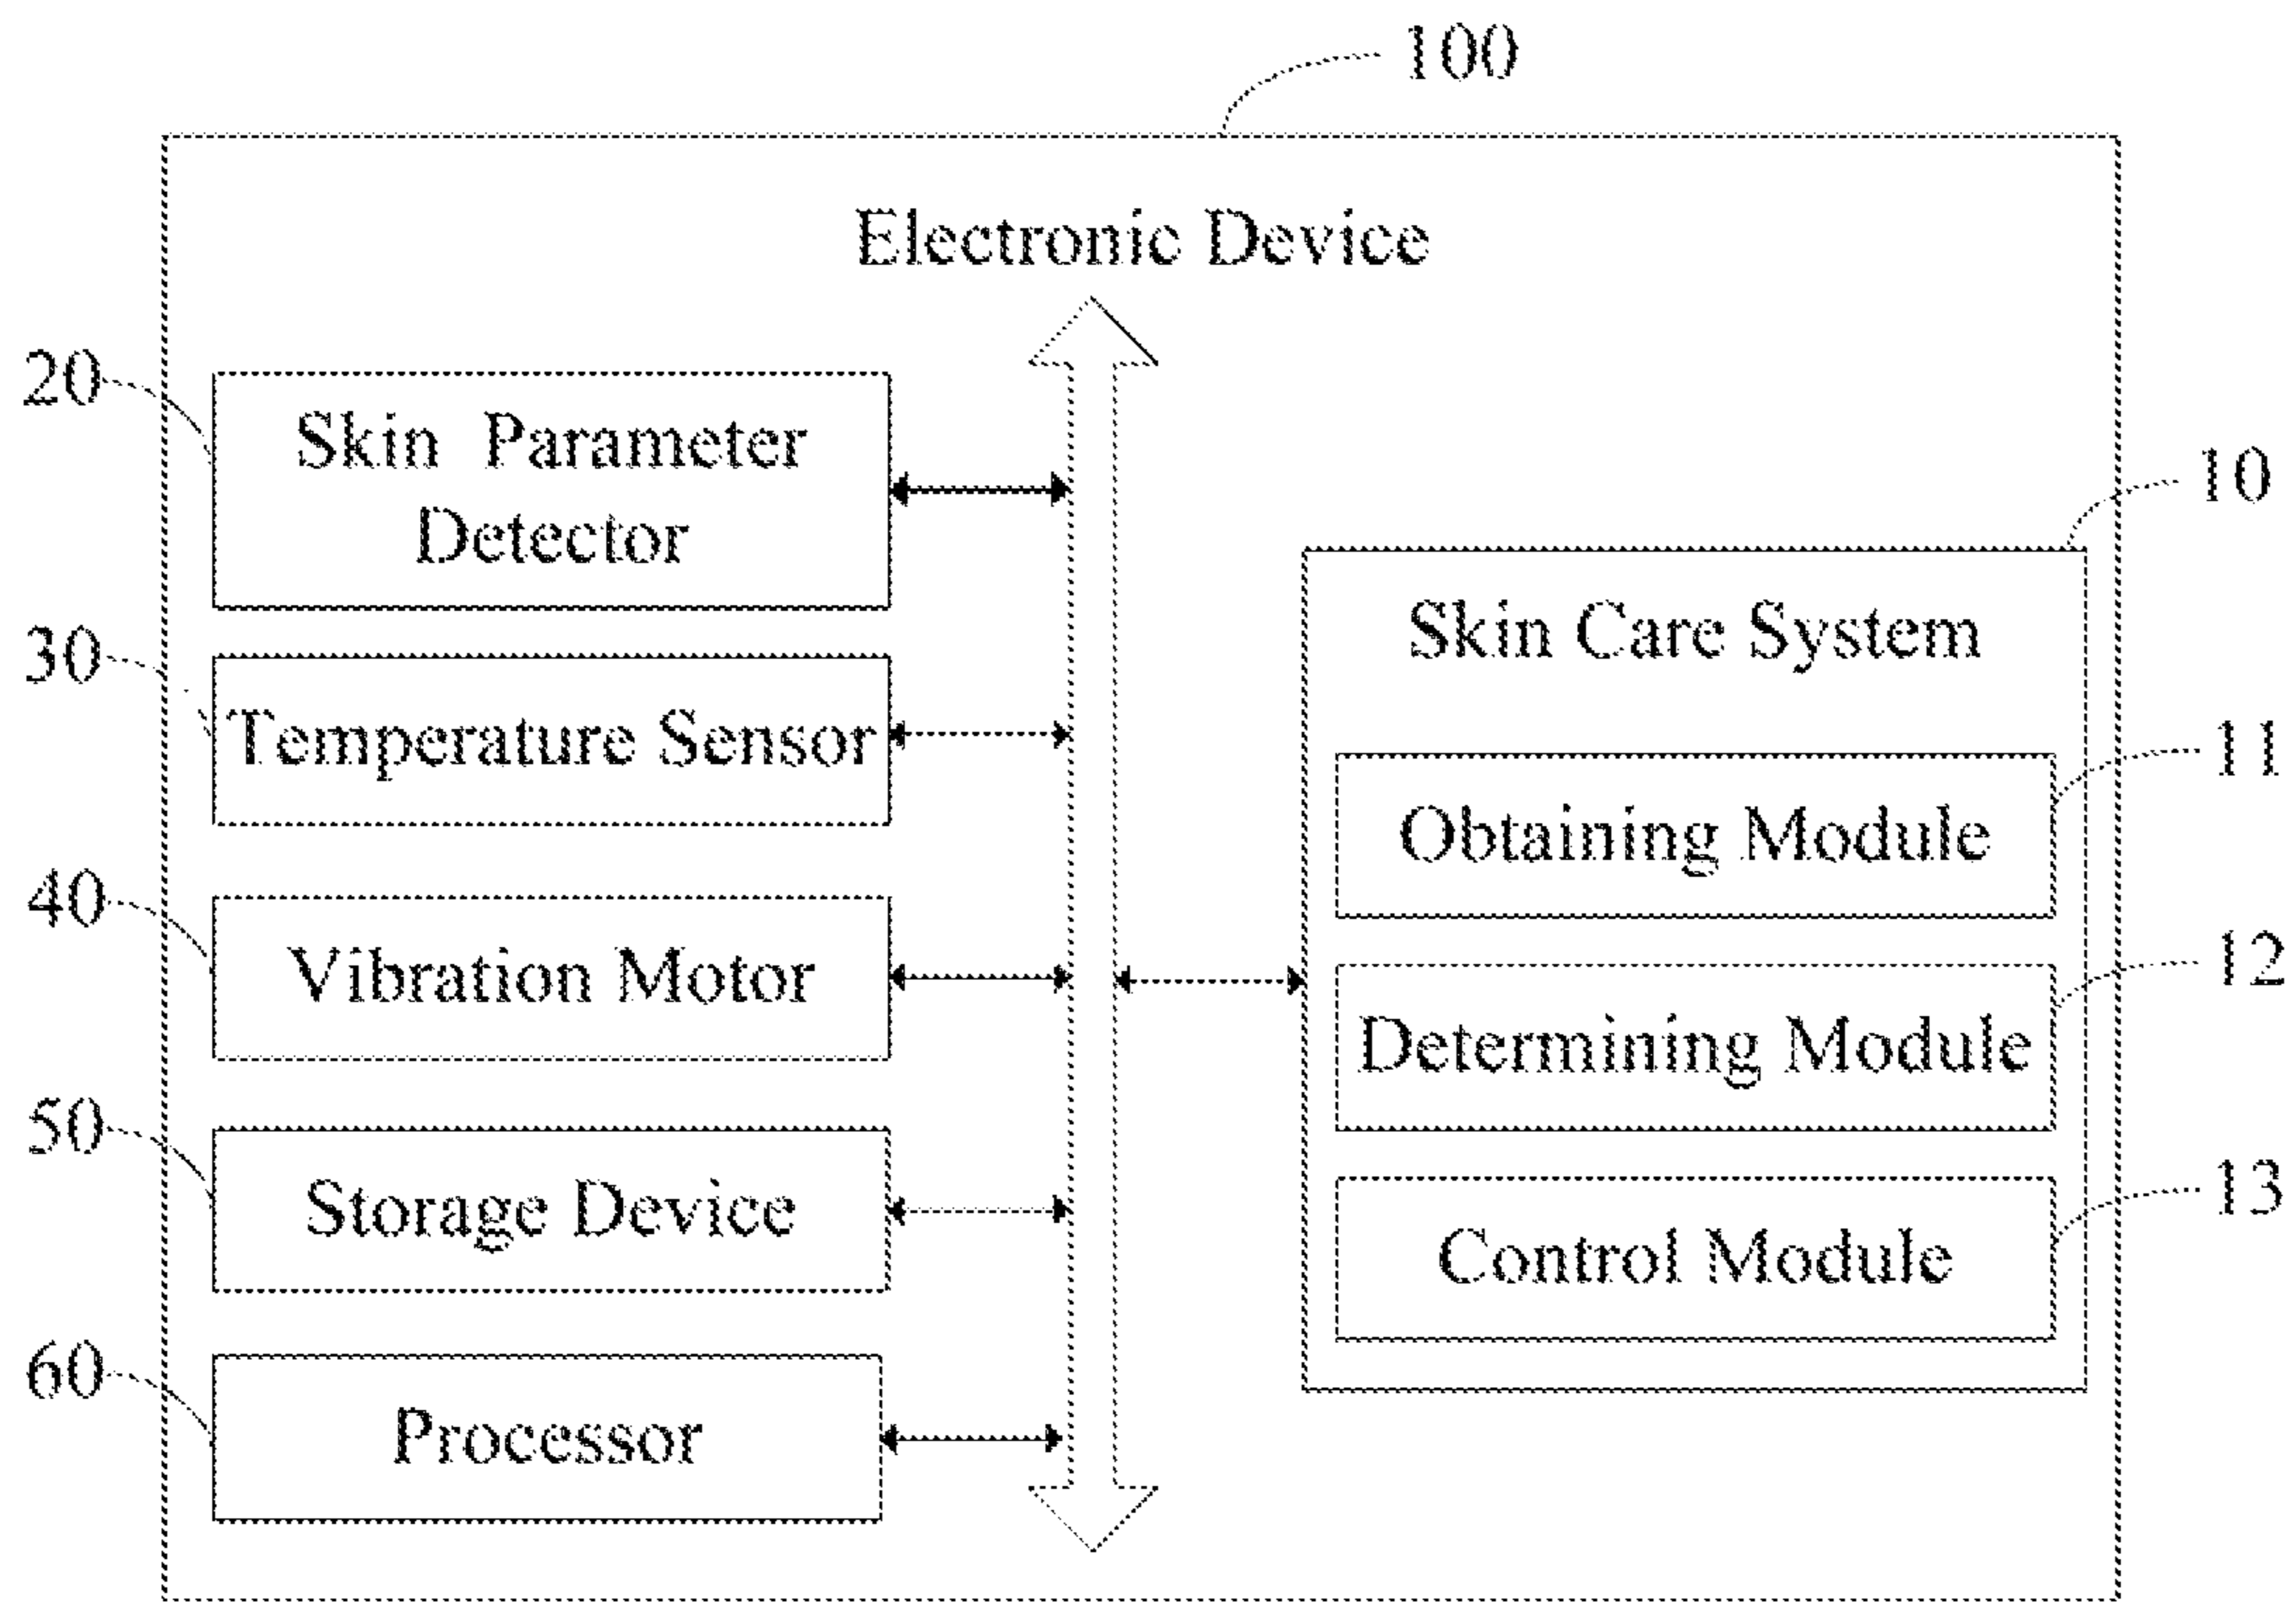 100
Electronic Device
20
Skin Parameter
Detector
30
Temperature Sensor
40
Vibration Motor
50
Storage Device
60
Processor
10
Skin Care System
11
Obtaining Module
12
Determining Module
13
Control Module